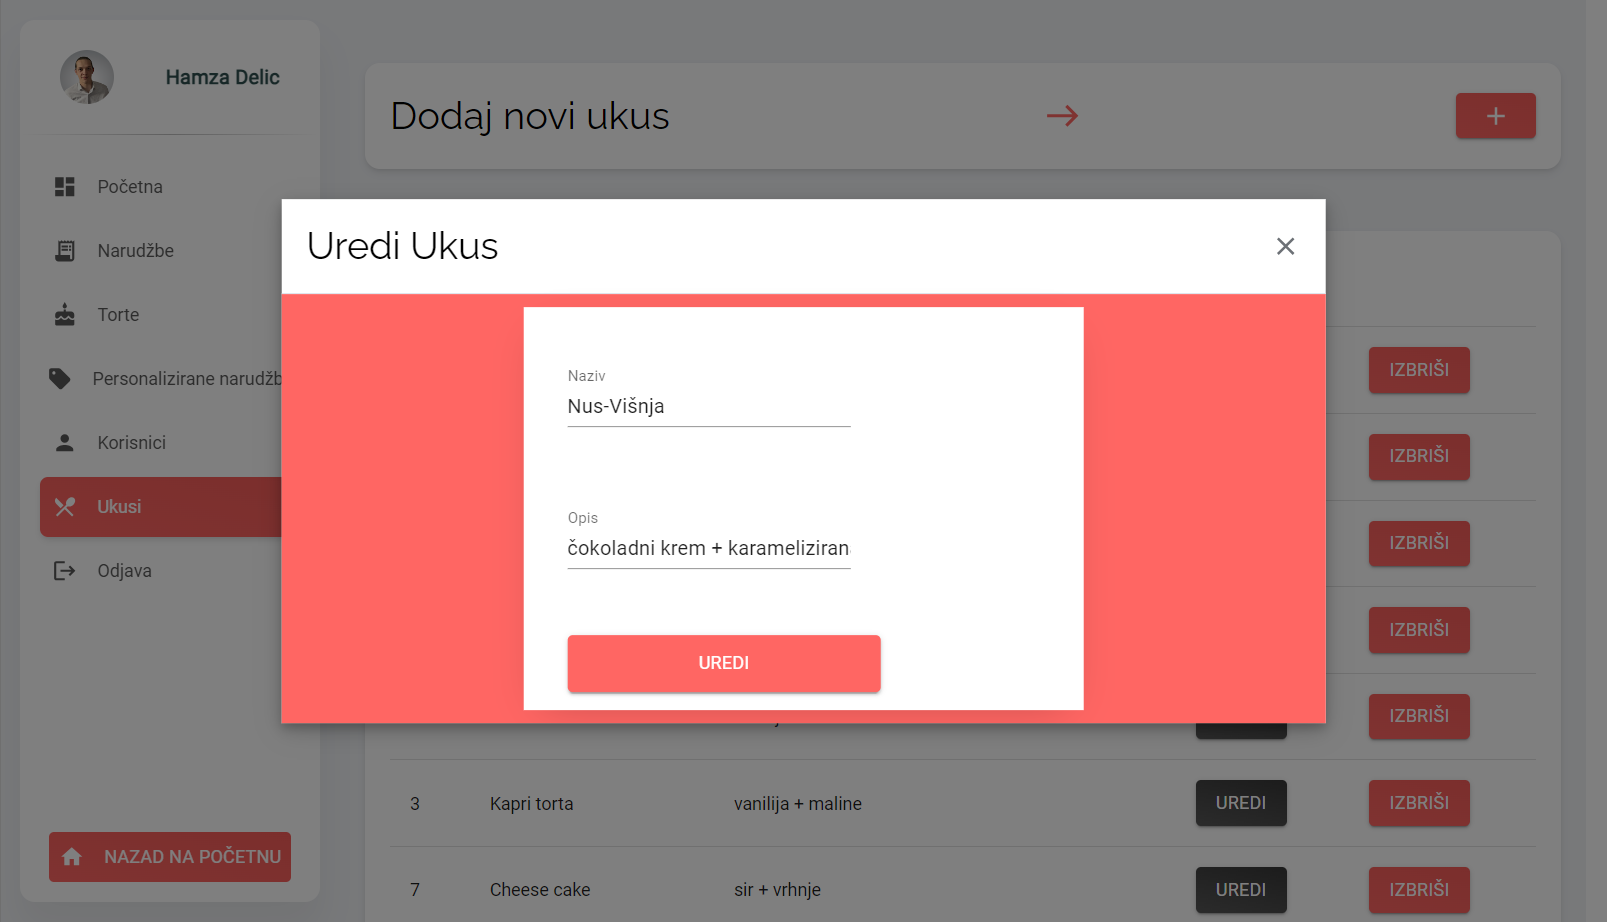 Hamza Delic
Početna
Narudžbe
Torte
Personalizirane narudžb
Korisnici
Ukusi
Odjava
NAZAD NA POČETNU
Dodaj novi ukus
Uredi Ukus
Naziv
Nus-Višnja
Opis
čokoladni krem + karameliziran
UREDI
IZBRIŠI
IZBRIŠI
IZBRIŠI
IZBRIŠI
IZBRIŠI
3 Kapri torta vanilija + maline UREDI IZBRIŠI
7 Cheese cake sir + vrhnje UREDI IZBRIŠI